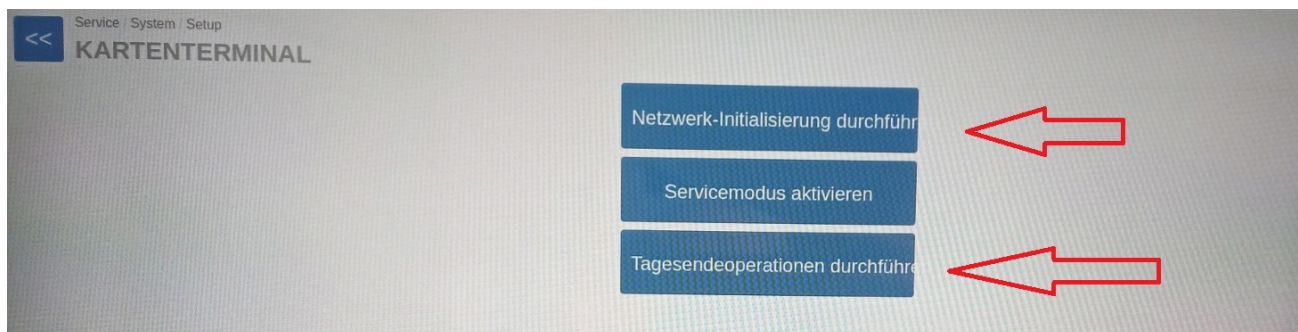 <<
Service / System / Setup
KARTENTERMINAL
Netzwerk-Initialisierung durchführ
Servicemodus aktivieren
Tagesendeoperationen durchführe